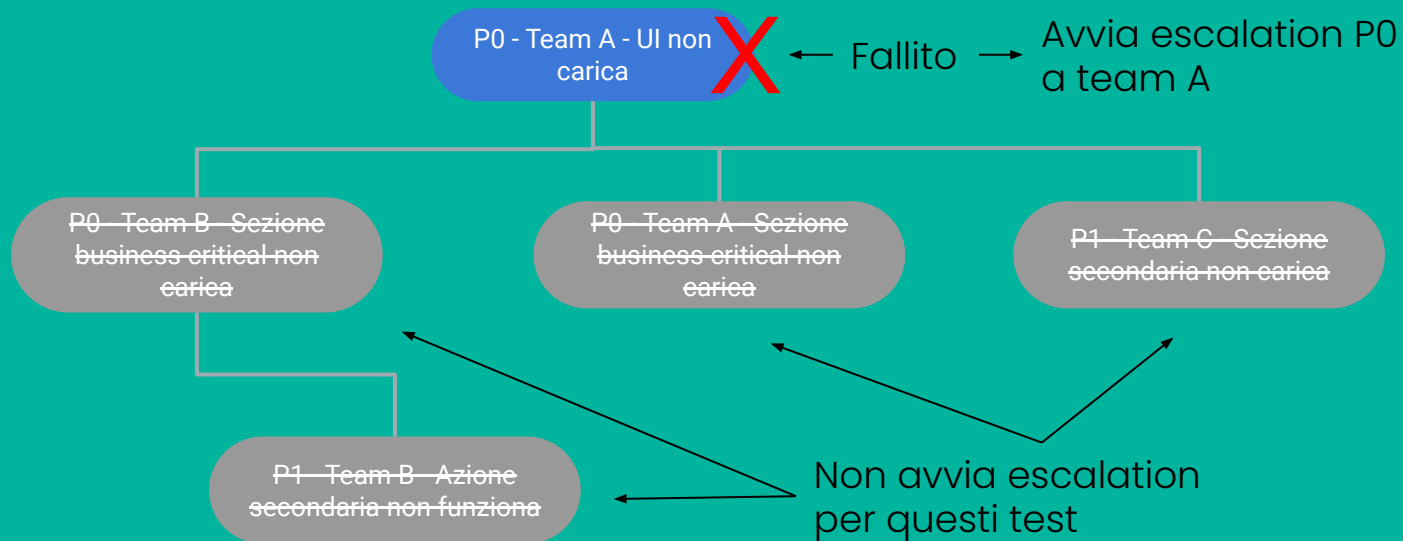 P0 - Team A - UI non
carica
X
Fallito
Avvia escalation P0
a team A
P0 - Team B - Sezione
business critical non
carica
P0 - Team A - Sezione
business critical non
carica
P1 - Team C - Sezione
secondaria non carica
P1 - Team B - Azione
secondaria non funziona
Non avvia escalation
per questi test